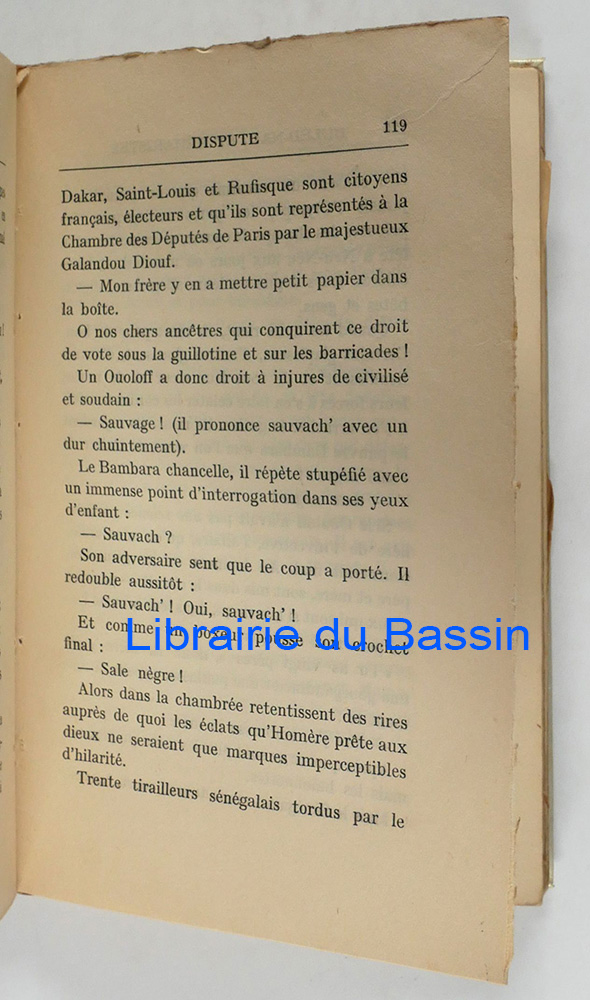 DISPUTE 119
Dakar, Saint-Louis et Rufisque sont citoyens
français, électeurs et qu'ils sont représentés à la
Chambre des Députés de Paris par le majestueux
Galandou Diouf.
— Mon frère y en a mettre petit papier dans
la boîte.
O nos chers ancêtres qui conquirent ce droit
de vote sous la guillotine et sur les barricades !
Un Ouoloff a donc droit à injures de civilisé
et soudain :
— Sauvage ! (il prononce sauvach' avec un
dur chuintement).
Le Bambara chancelle, il répète stupéfié avec
un immense point d'interrogation dans ses yeux
d'enfant :
— Sauvach ?
Son adversaire sent que le coup a porté. Il
redouble aussitôt :
— Sauvach' ! Oui, sauvach' !
Et comme un boxeur pousse son crochet
final :
Librairie du Bassin
— Sale nègre !
Alors dans la chambrée retentissent des rires
auprès de quoi les éclats qu'Homère prête aux
dieux ne seraient que marques imperceptibles
d'hilarité.
Trente tirailleurs sénégalais tordus par le